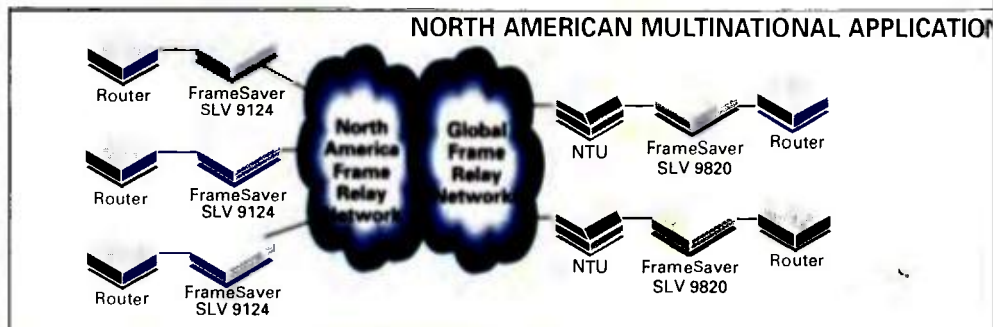 NORTH AMERICAN MULTINATIONAL APPLICATION
Router
FrameSaver
SLV 9124
Router
FrameSaver
SLV 9124
Router
FrameSaver
SLV 9124
North
America
Frame
Relay
Network
Global
Frame
Relay
Network
NTU
FrameSaver
SLV 9820
Router
NTU
FrameSaver
SLV 9820
Router